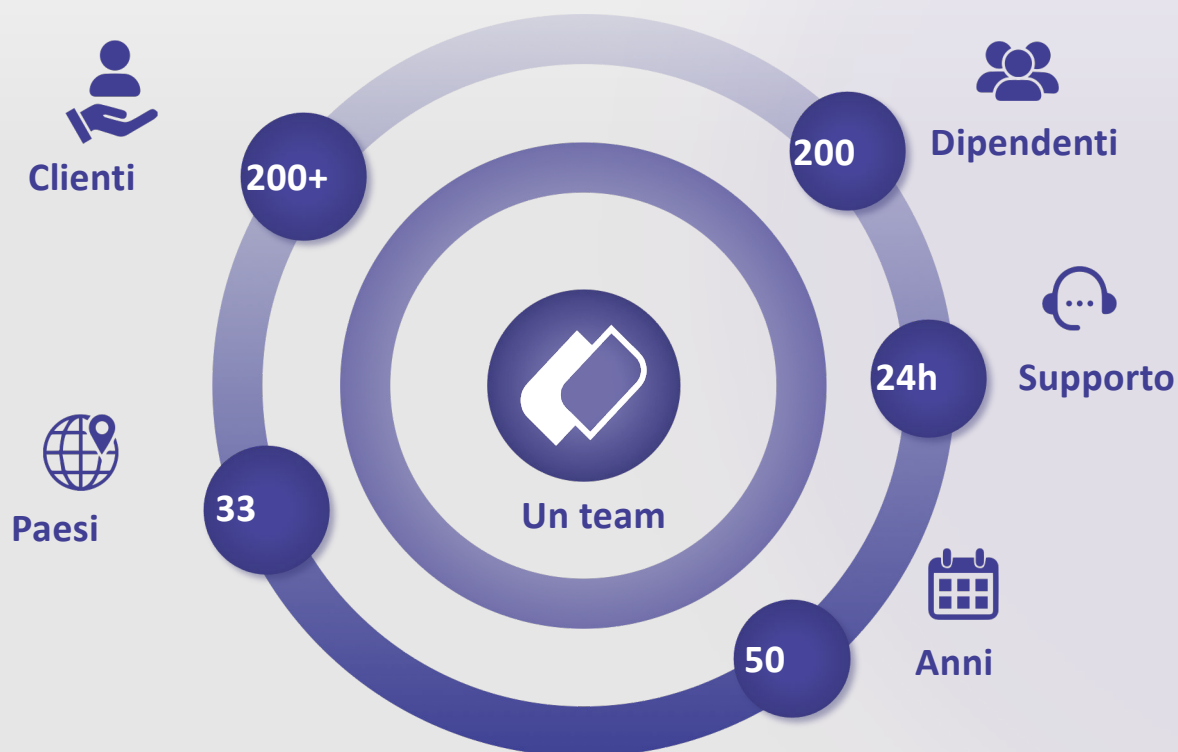 Clienti
200+
200
Dipendenti
24h
Supporto
33
Paesi
Un team
50
Anni